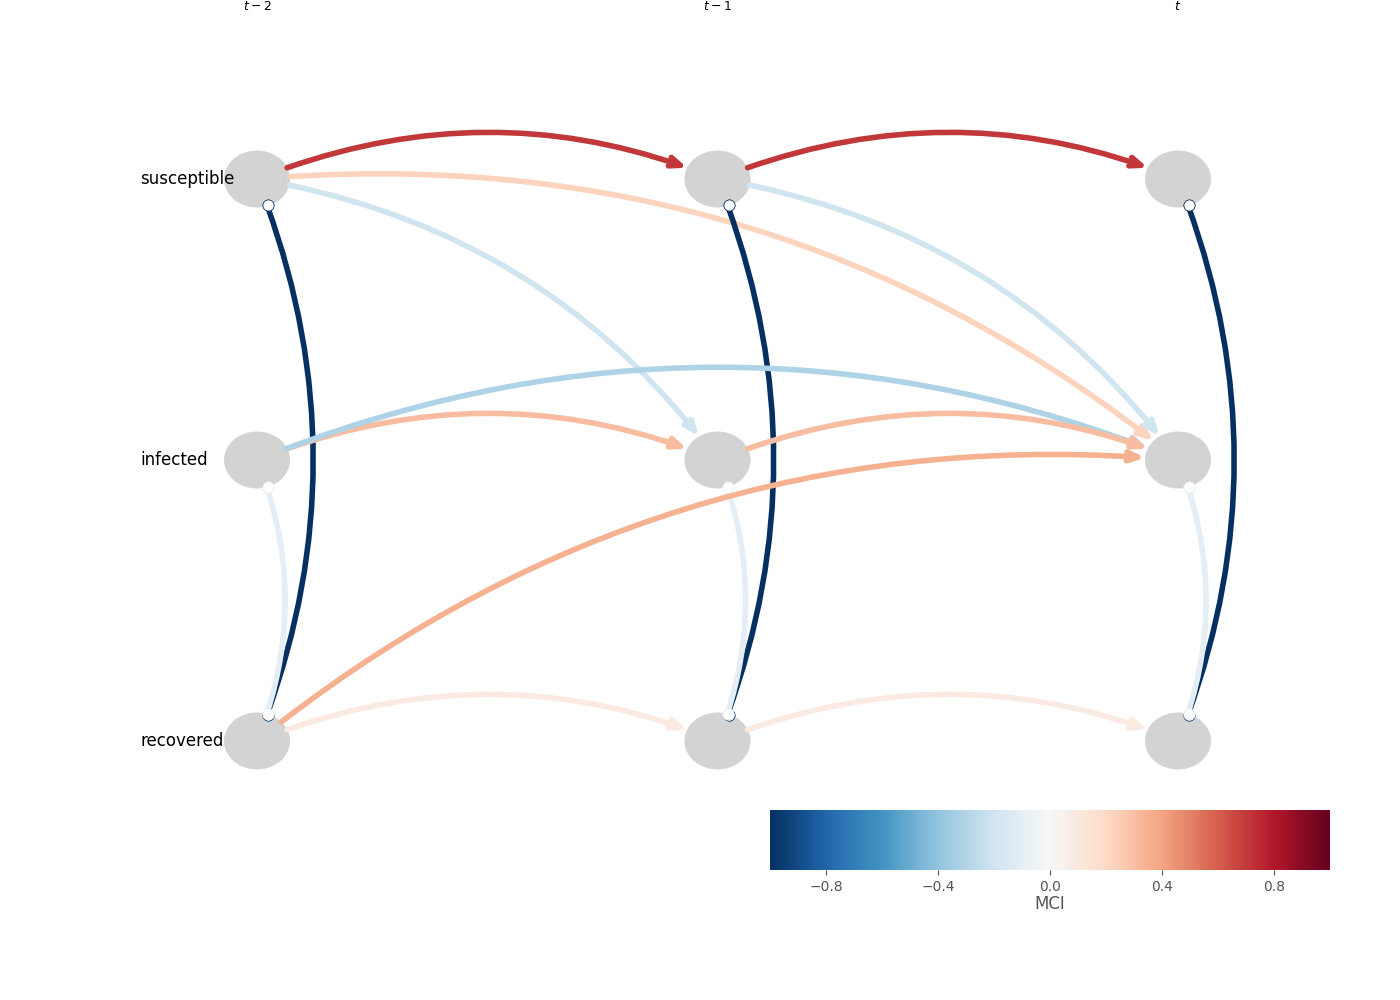 t − 2 t − 1 t
susceptible
infected
recovered
−0.8 −0.4 0.0 0.4 0.8
MCI